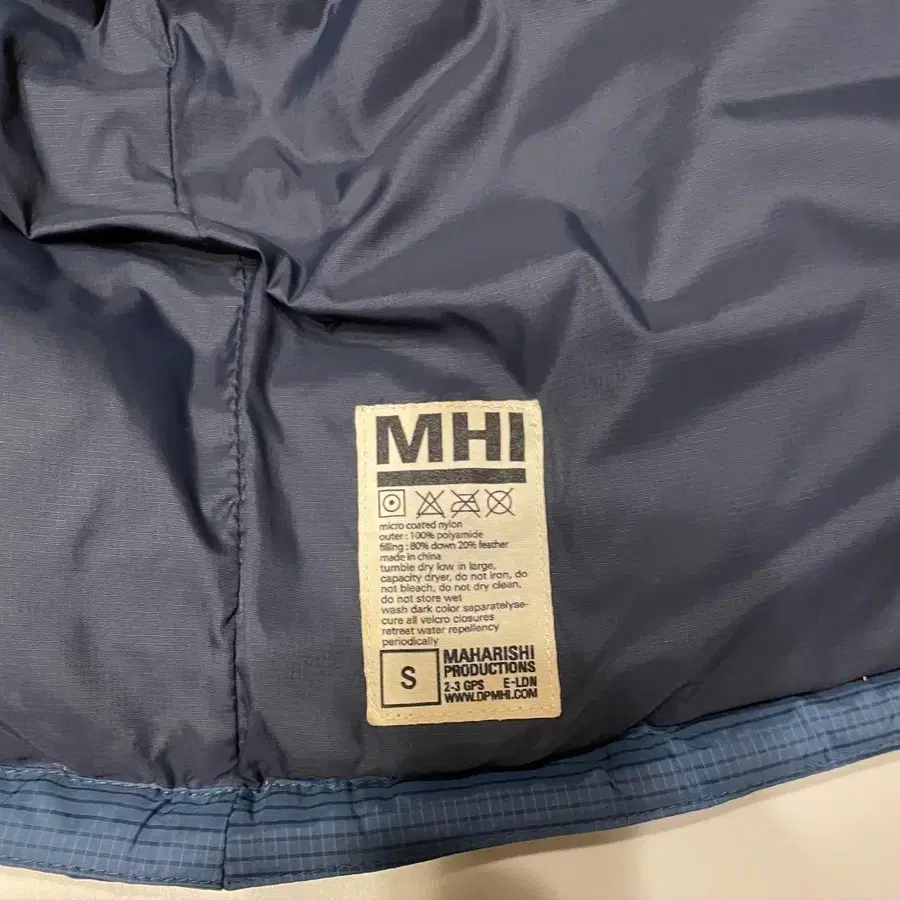 MHI
micro coated nylon
outer : 100% polyamide
filling : 80% down 20% feather
made in china
tumble dry low in large,
capacity dryer, do not iron, do
not bleach, do not dry clean,
do not store wet
wash dark color separatelyse-
cure all velcro closures
retreat water repellency
periodically
S
MAHARISHI
PRODUCTIONS
2-3 GPS E-LDN
WWW.DPMHI.COM